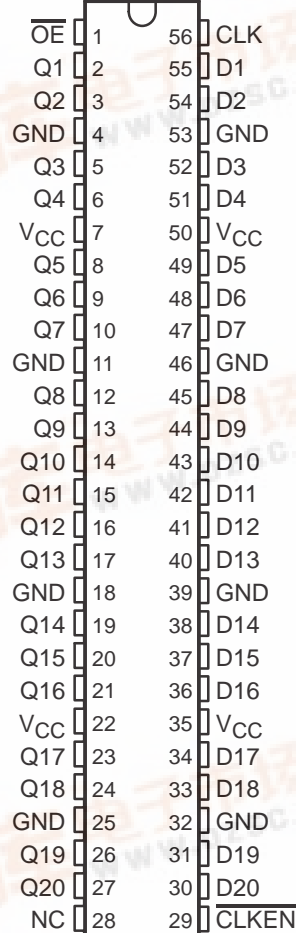 OE 1 56 CLK
Q1 2 55 D1
Q2 3 54 D2
GND 4 53 GND
Q3 5 52 D3
Q4 6 51 D4
VCC 7 50 VCC
Q5 8 49 D5
Q6 9 48 D6
Q7 10 47 D7
GND 11 46 GND
Q8 12 45 D8
Q9 13 44 D9
Q10 14 43 D10
Q11 15 42 D11
Q12 16 41 D12
Q13 17 40 D13
GND 18 39 GND
Q14 19 38 D14
Q15 20 37 D15
Q16 21 36 D16
VCC 22 35 VCC
Q17 23 34 D17
Q18 24 33 D18
GND 25 32 GND
Q19 26 31 D19
Q20 27 30 D20
NC 28 29 CLKEN